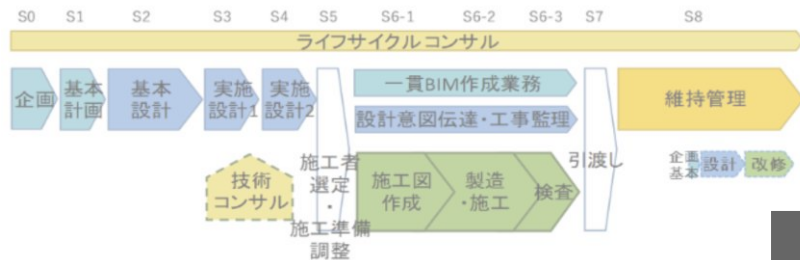 S0 S1 S2 S3 S4 S5 S6-1 S6-2 S6-3 S7 S8
ライフサイクルコンサル
企画
基本
計画
基本
設計
実施
設計1
実施
設計2
施工者
選定
・
施工準備
調整
一貫BIM作成業務
設計意図伝達・工事監理
施工図
作成
製造
・施工
検査
引渡し
維持管理
技術
コンサル
企画
基本
設計
改修